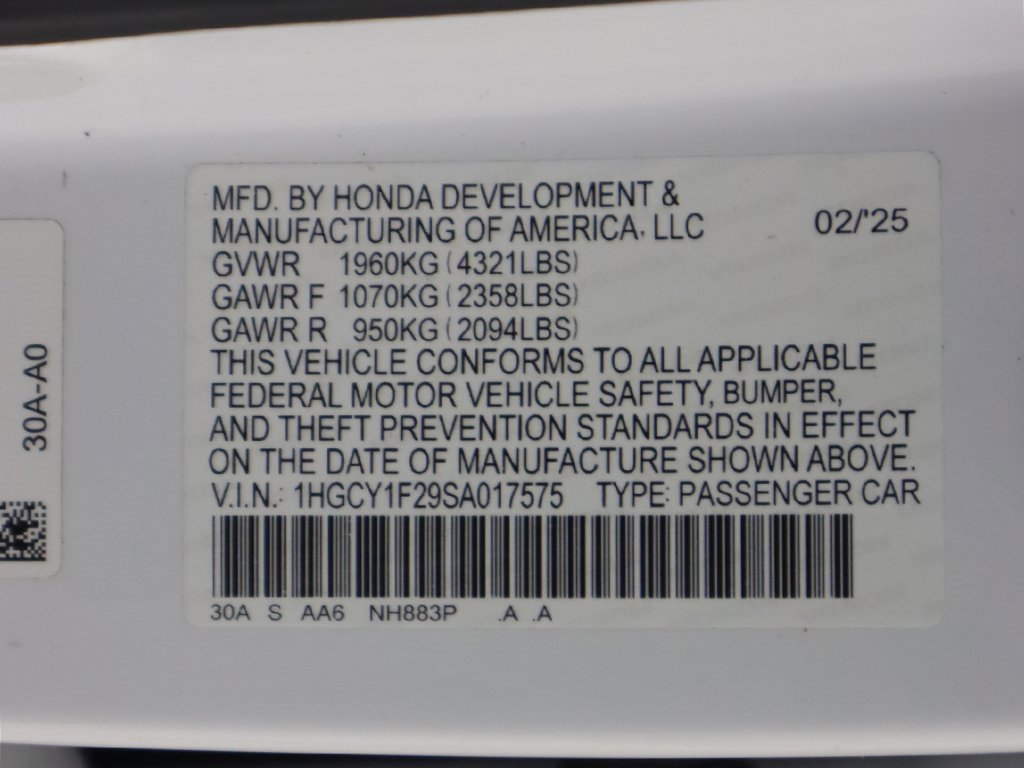 MFD. BY HONDA DEVELOPMENT &
MANUFACTURING OF AMERICA, LLC 02/'25
GVWR 1960KG (4321LBS)
GAWR F 1070KG (2358LBS)
GAWR R 950KG (2094LBS)
THIS VEHICLE CONFORMS TO ALL APPLICABLE
FEDERAL MOTOR VEHICLE SAFETY, BUMPER,
AND THEFT PREVENTION STANDARDS IN EFFECT
ON THE DATE OF MANUFACTURE SHOWN ABOVE.
V.I.N.: 1HGCY1F29SA017575 TYPE: PASSENGER CAR
30A S AA6 NH883P .A .A
30A-A0